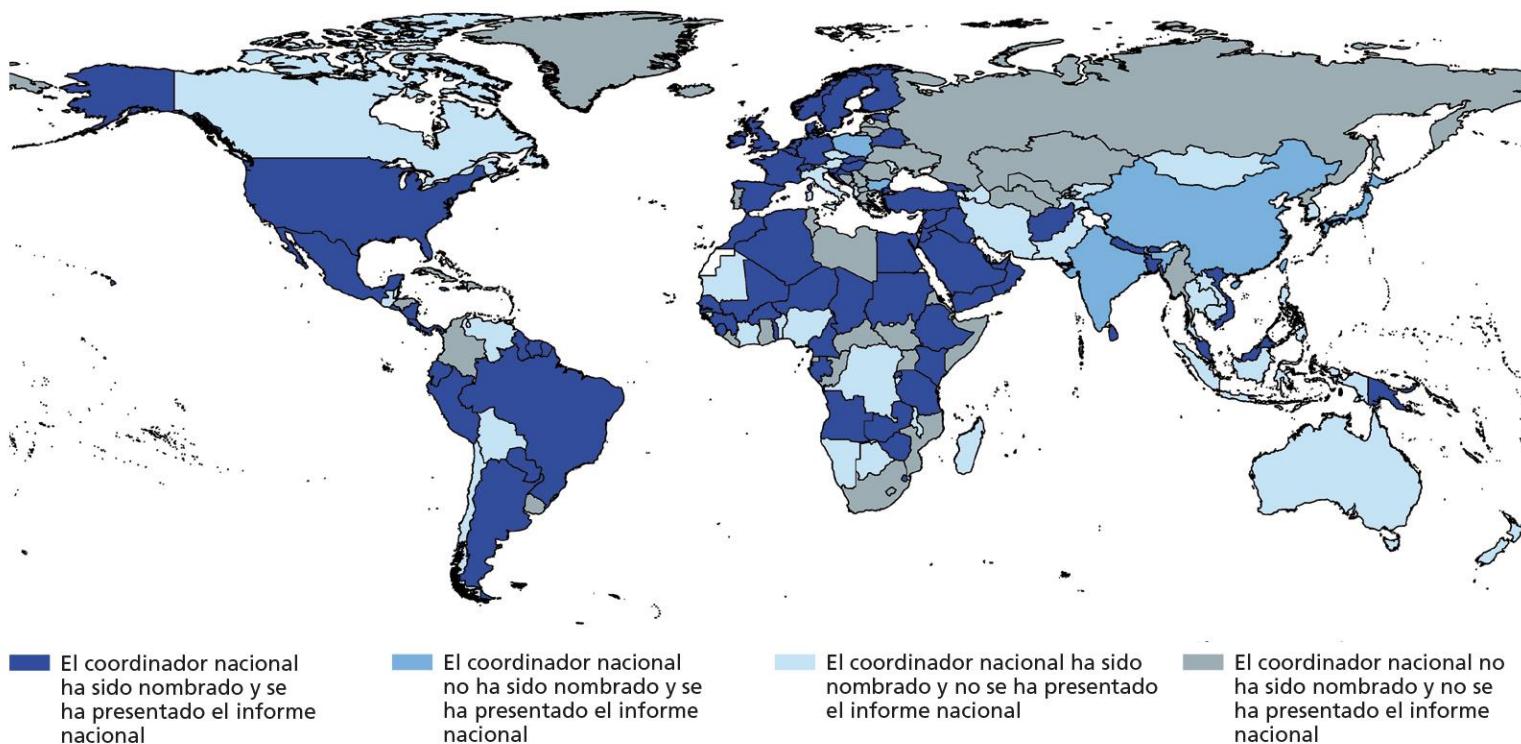 El coordinador nacional
ha sido nombrado y se
ha presentado el informe
nacional
El coordinador nacional
no ha sido nombrado y se
ha presentado el informe
nacional
El coordinador nacional ha sido
nombrado y no se ha presentado
el informe nacional
El coordinador nacional no
ha sido nombrado y no se
ha presentado el informe
nacional